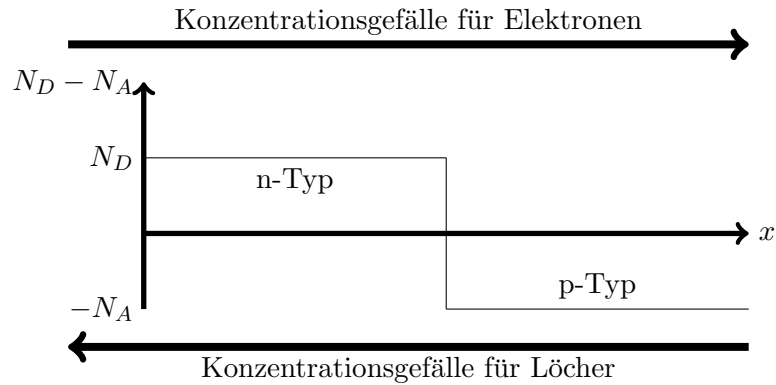 Konzentrationsgefälle für Elektronen
N_D − N_A
N_D
n-Typ
x
p-Typ
−N_A
Konzentrationsgefälle für Löcher